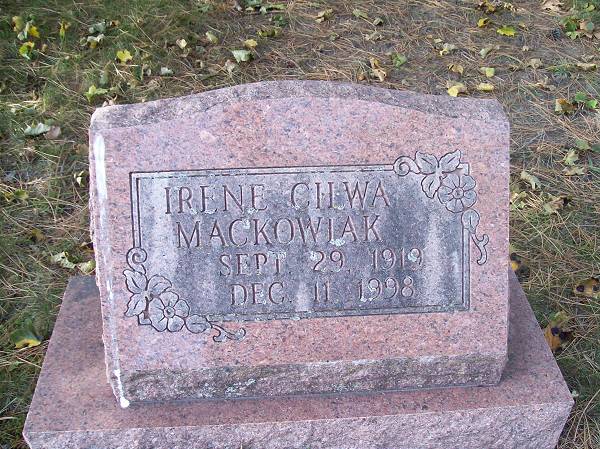 IRENE CILWA
MACKOWIAK
SEPT. 29, 1919
DEC. 11 1998